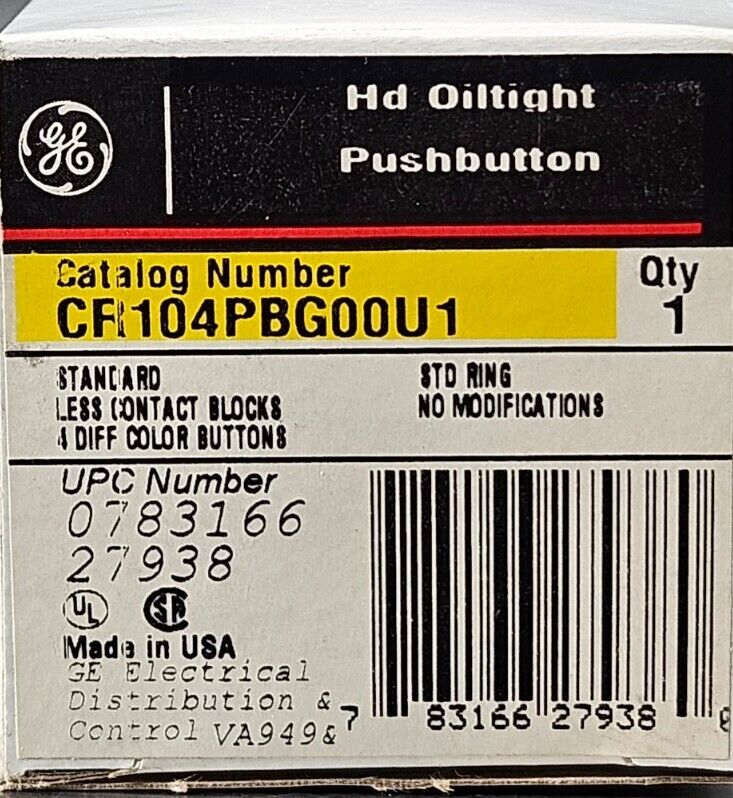 GE
Hd Oiltight
Pushbutton
Catalog Number
CR104PBG00U1
Qty
1
STANDARD
LESS CONTACT BLOCKS
4 DIFF COLOR BUTTONS
STD RING
NO MODIFICATIONS
UPC Number
0783166
27938
UL SA
Made in USA
GE Electrical
Distribution &
Control VA949&
7 83166 27938